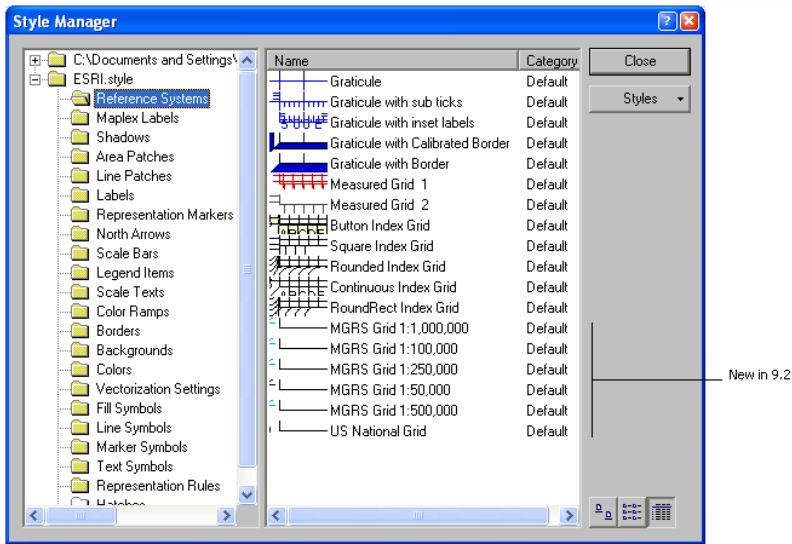 Style Manager
C:\Documents and Settings\
ESRI.style
Reference Systems
Maplex Labels
Shadows
Area Patches
Line Patches
Labels
Representation Markers
North Arrows
Scale Bars
Legend Items
Scale Texts
Color Ramps
Borders
Backgrounds
Colors
Vectorization Settings
Fill Symbols
Line Symbols
Marker Symbols
Text Symbols
Representation Rules
Hatches
Name Category
Graticule Default
Graticule with sub ticks Default
Graticule with inset labels Default
Graticule with Calibrated Border Default
Graticule with Border Default
Measured Grid 1 Default
Measured Grid 2 Default
Button Index Grid Default
Square Index Grid Default
Rounded Index Grid Default
Continuous Index Grid Default
RoundRect Index Grid Default
MGRS Grid 1:1,000,000 Default
MGRS Grid 1:100,000 Default
MGRS Grid 1:250,000 Default
MGRS Grid 1:50,000 Default
MGRS Grid 1:500,000 Default
US National Grid Default
Close
Styles
New in 9.2